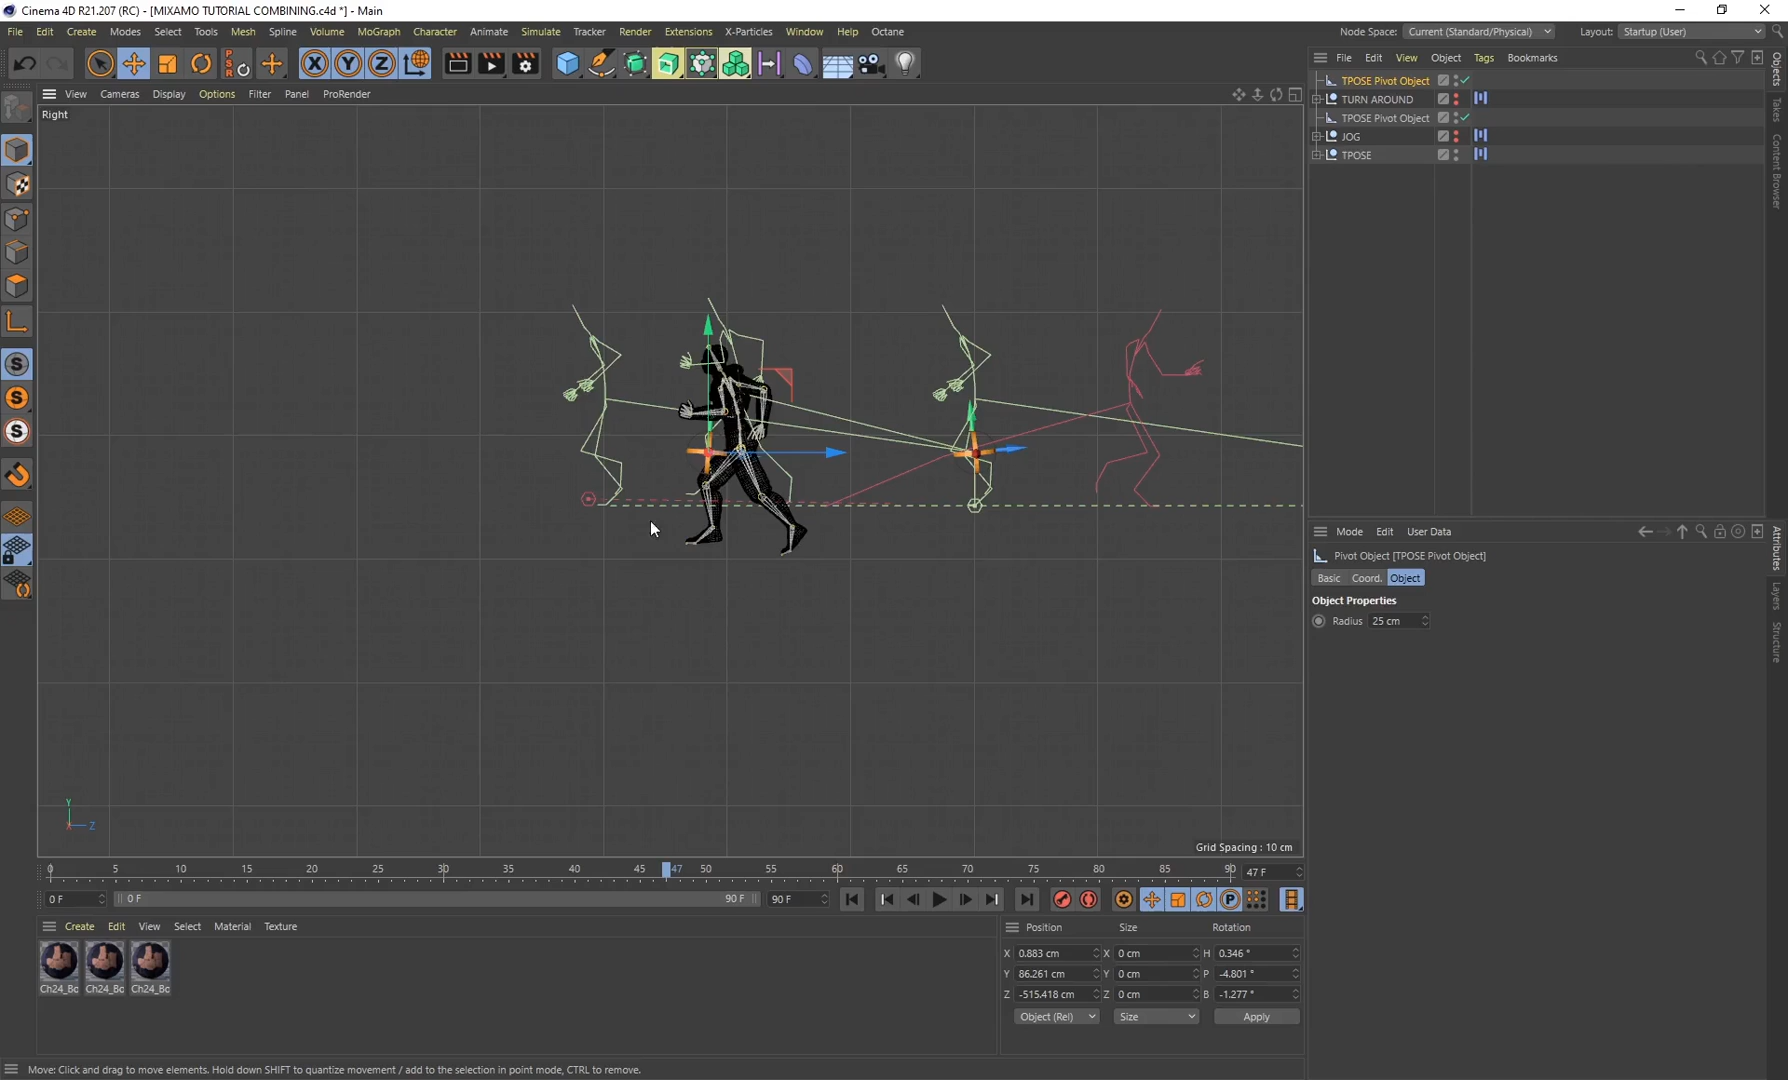 Cinema 4D R21.207 (RC) - [MIXAMO TUTORIAL COMBINING.c4d *] - Main
File Edit Create Modes Select Tools Mesh Spline Volume MoGraph Character Animate Simulate Tracker Render Extensions X-Particles Window Help Octane
Node Space: Current (Standard/Physical) Layout: Startup (User)
P
S
R
X Y Z
File Edit View Object Tags Bookmarks
View Cameras Display Options Filter Panel ProRender
Right
TPOSE Pivot Object
TURN AROUND
TPOSE Pivot Object
JOG
TPOSE
Objects
Takes
Content Browser
S
S
S
Mode Edit User Data
Pivot Object [TPOSE Pivot Object]
Basic Coord. Object
Object Properties
Radius 25 cm
Attributes
Layers
Structure
Y
X Z
Grid Spacing : 10 cm
0 5 10 15 20 25 30 35 40 45 47 50 55 60 65 70 75 80 85 90 47 F
0 F 0 F 90 F 90 F
P
Create Edit View Select Material Texture
Position Size Rotation
X 0.883 cm X 0 cm H 0.346 °
Y 86.261 cm Y 0 cm P -4.801 °
Z -515.418 cm Z 0 cm B -1.277 °
Object (Rel) Size Apply
Ch24_Bc Ch24_Bc Ch24_Bc
Move: Click and drag to move elements. Hold down SHIFT to quantize movement / add to the selection in point mode, CTRL to remove.